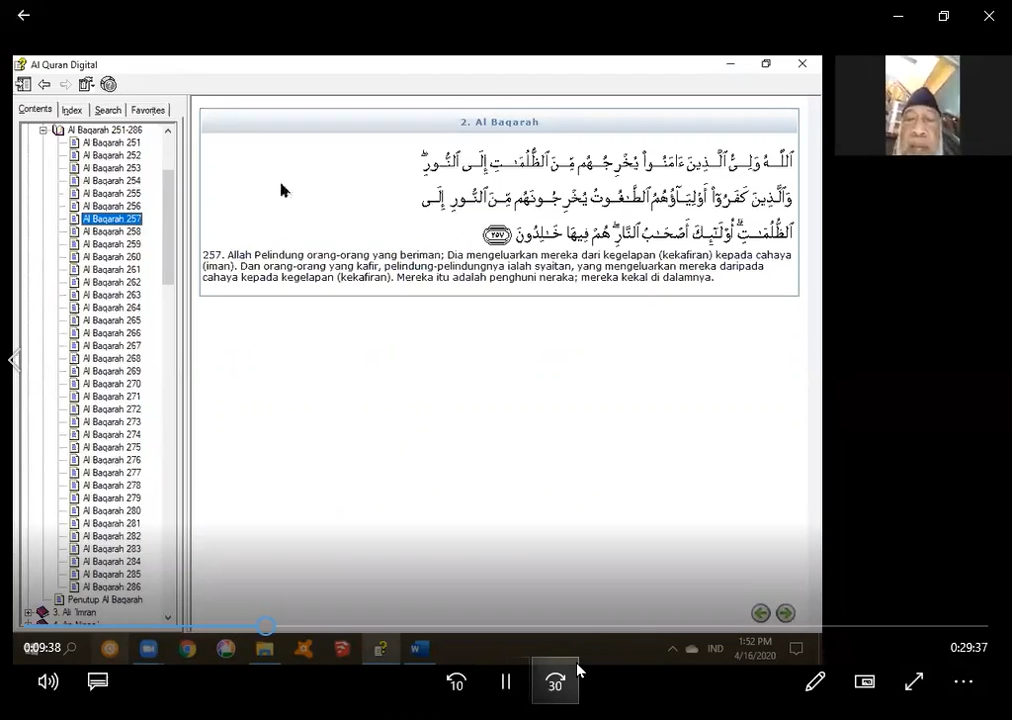 Al Quran Digital
Contents
Index
Search
Favorites
Al Baqarah 251-286
Al Baqarah 251
Al Baqarah 252
Al Baqarah 253
Al Baqarah 254
Al Baqarah 255
Al Baqarah 256
Al Baqarah 257
Al Baqarah 258
Al Baqarah 259
Al Baqarah 260
Al Baqarah 261
Al Baqarah 262
Al Baqarah 263
Al Baqarah 264
Al Baqarah 265
Al Baqarah 266
Al Baqarah 267
Al Baqarah 268
Al Baqarah 269
Al Baqarah 270
Al Baqarah 271
Al Baqarah 272
Al Baqarah 273
Al Baqarah 274
Al Baqarah 275
Al Baqarah 276
Al Baqarah 277
Al Baqarah 278
Al Baqarah 279
Al Baqarah 280
Al Baqarah 281
Al Baqarah 282
Al Baqarah 283
Al Baqarah 284
Al Baqarah 285
Al Baqarah 286
Penutup Al Baqarah
3. Ali 'Imran
2. Al Baqarah
ٱللَّهُ وَلِىُّ ٱلَّذِينَ ءَامَنُوا۟ يُخْرِجُهُم مِّنَ ٱلظُّلُمَـٰتِ إِلَى ٱلنُّورِ ۖ
وَٱلَّذِينَ كَفَرُوٓا۟ أَوْلِيَآؤُهُمُ ٱلطَّـٰغُوتُ يُخْرِجُونَهُم مِّنَ ٱلنُّورِ إِلَى
ٱلظُّلُمَـٰتِ ۗ أُو۟لَـٰٓئِكَ أَصْحَـٰبُ ٱلنَّارِ ۖ هُمْ فِيهَا خَـٰلِدُونَ ﴿٢٥٧﴾
257. Allah Pelindung orang-orang yang beriman; Dia mengeluarkan mereka dari kegelapan (kekafiran) kepada cahaya
(iman). Dan orang-orang yang kafir, pelindung-pelindungnya ialah syaitan, yang mengeluarkan mereka daripada
cahaya kepada kegelapan (kekafiran). Mereka itu adalah penghuni neraka; mereka kekal di dalamnya.
0:09:38
IND
1:52 PM
4/16/2020
0:29:37
10
30